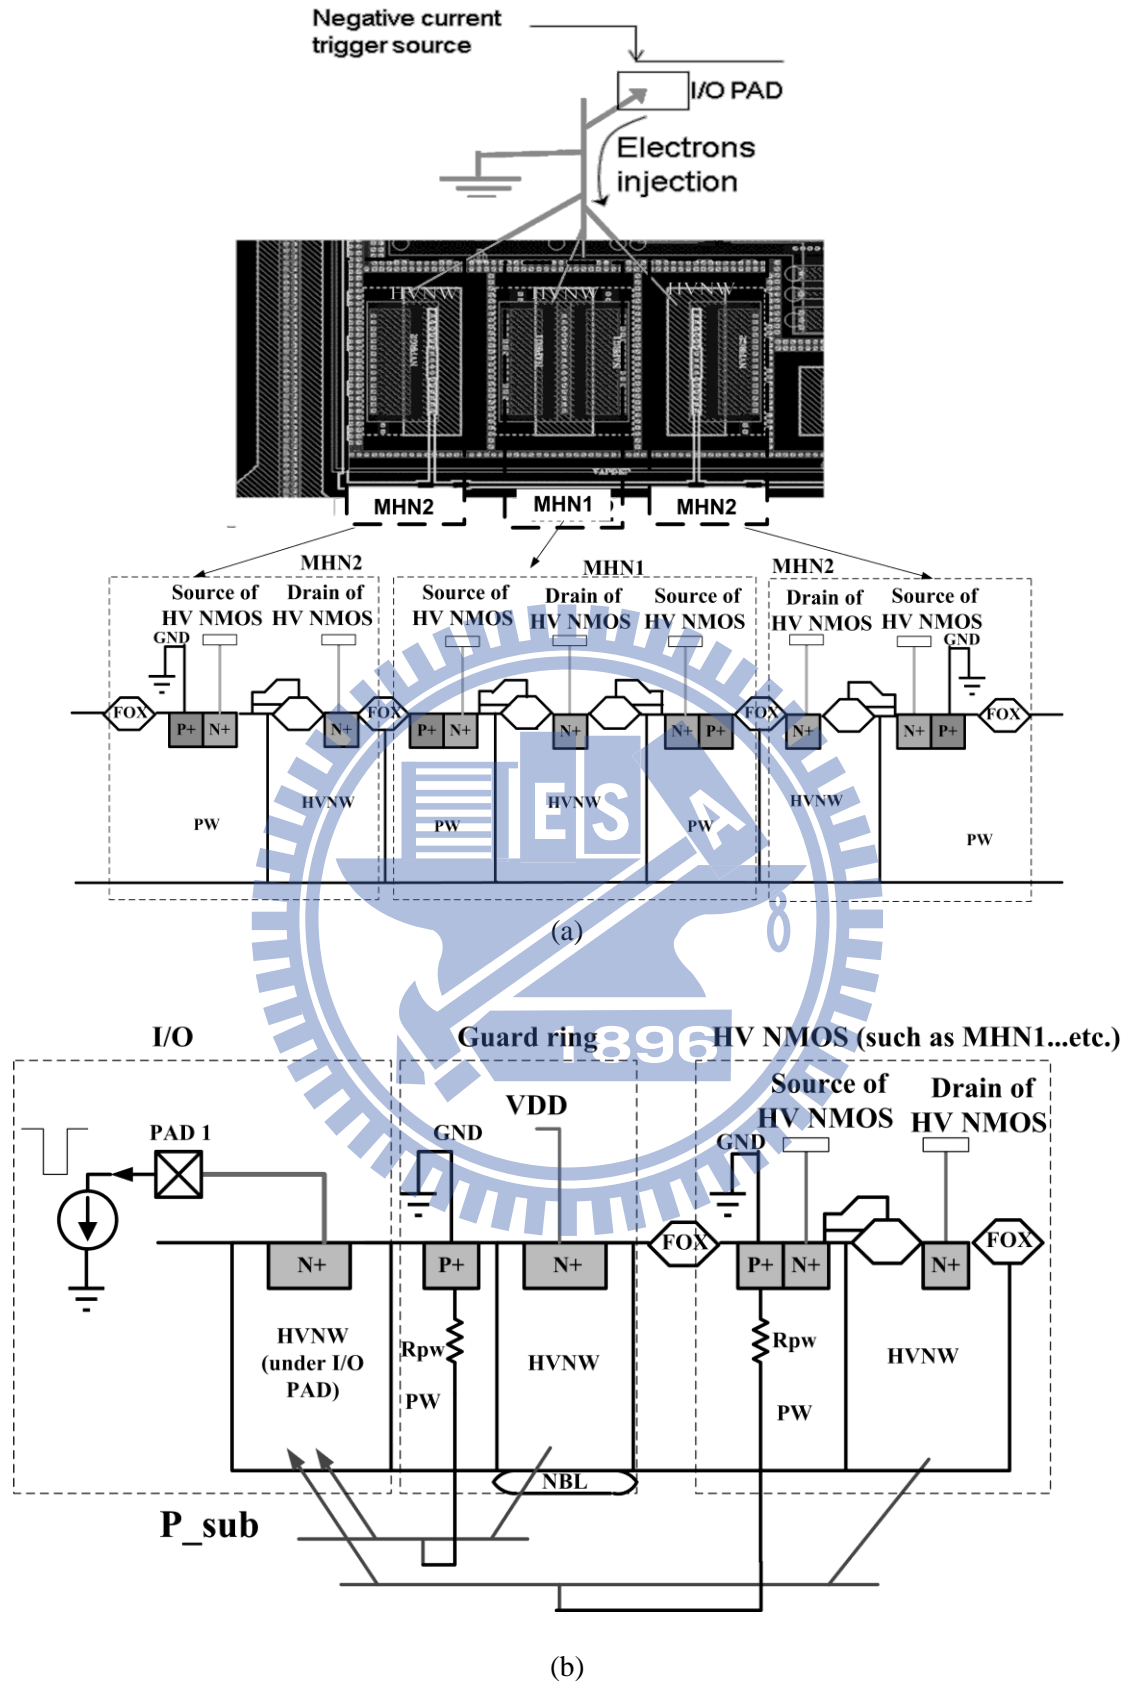 Negative current
trigger source
I/O PAD
Electrons
injection
HVNW HVNW HVNW
MHN2 MHN1 MHN2
MHN2 MHN1 MHN2
Source of Drain of Source of Drain of Source of Drain of Source of
HV NMOS HV NMOS HV NMOS HV NMOS HV NMOS HV NMOS HV NMOS
GND GND
FOX P+ N+ N+ FOX P+ N+ N+ N+ P+ FOX N+ N+ P+ FOX
HVNW HVNW HVNW
PW PW PW PW
ESA
8
(a)
1896
I/O Guard ring HV NMOS (such as MHN1...etc.)
Source of Drain of
HV NMOS HV NMOS
VDD
PAD 1 GND GND
FOX FOX
N+ P+ N+ P+ N+ N+
HVNW
(under I/O
PAD)
Rpw HVNW Rpw HVNW
PW PW
NBL
P_sub
(b)